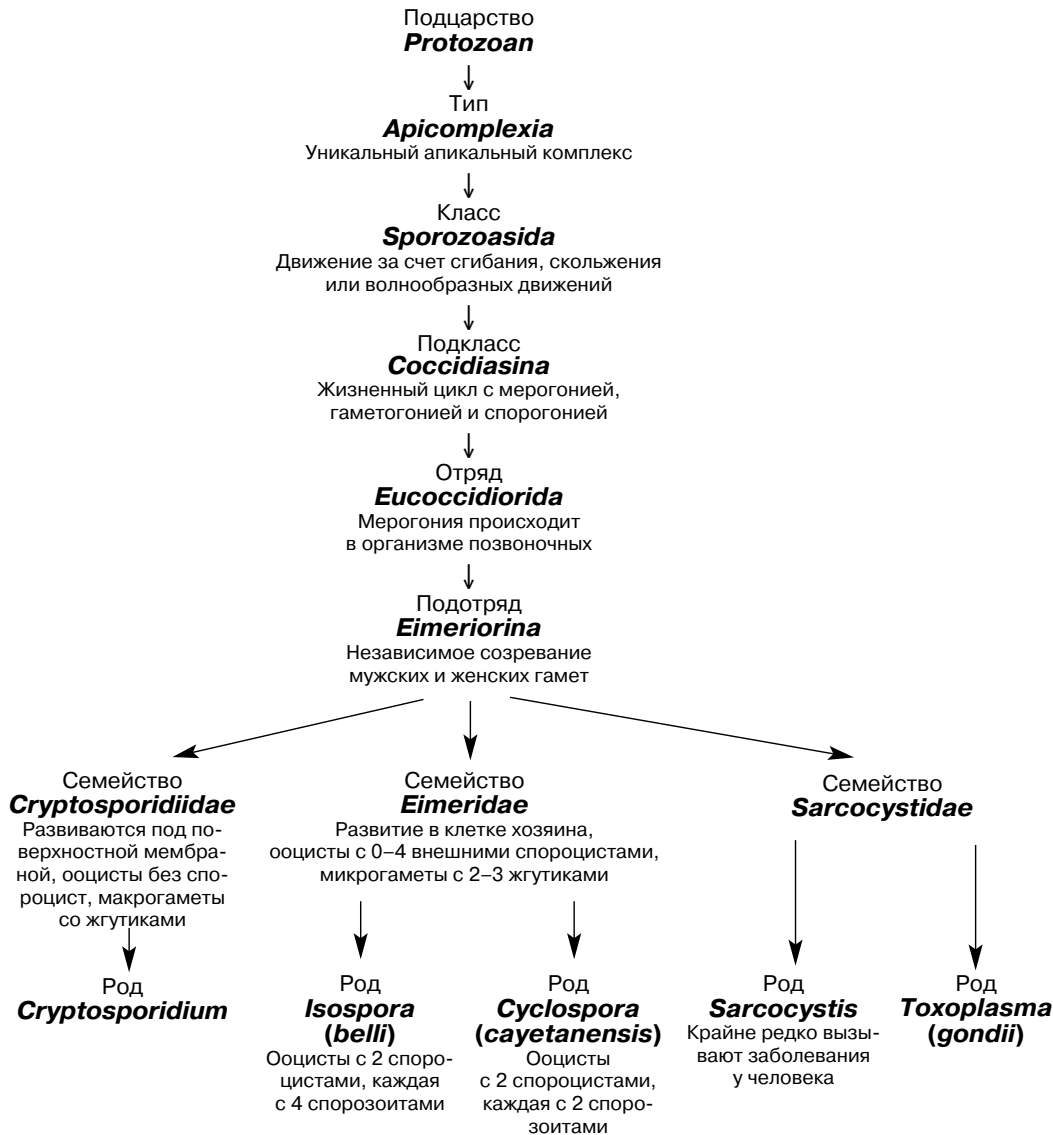 Подцарство
Protozoan
Тип
Apicomplexia
Уникальный апикальный комплекс
Класс
Sporozoasida
Движение за счет сгибания, скольжения
или волнообразных движений
Подкласс
Coccidiasina
Жизненный цикл с мерогонией,
гаметогонией и спорогонией
Отряд
Eucoccidiorida
Мерогония происходит
в организме позвоночных
Подотряд
Eimeriorina
Независимое созревание
мужских и женских гамет
Семейство
Cryptosporidiidae
Развиваются под по-
верхностной мембра-
ной, ооцисты без спо-
роцист, макрогаметы
со жгутиками
Семейство
Eimeridae
Развитие в клетке хозяина,
ооцисты с 0–4 внешними спороцистами,
микрогаметы с 2–3 жгутиками
Семейство
Sarcocystidae
Род
Cryptosporidium
Род
Isospora
(belli)
Ооцисты с 2 споро-
цистами, каждая
с 4 спорозоитами
Род
Cyclospora
(cayetanensis)
Ооцисты
с 2 спороцистами,
каждая с 2 споро-
зоитами
Род
Sarcocystis
Крайне редко вызы-
вают заболевания
у человека
Род
Toxoplasma
(gondii)